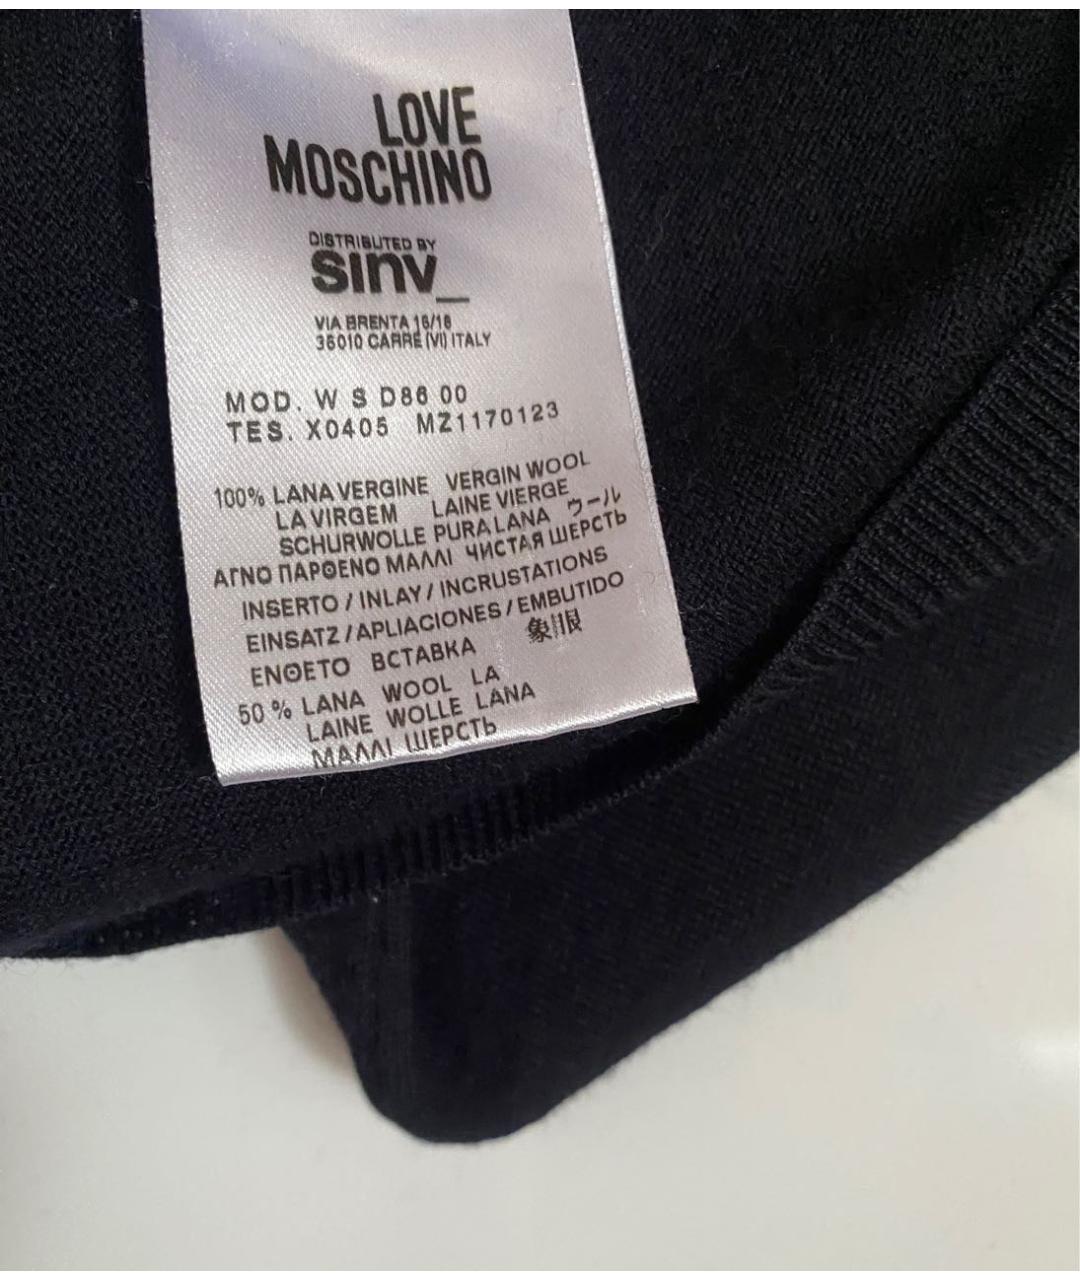 LOVE
MOSCHINO
DISTRIBUTED BY
sinv_
VIA BRENTA 16/18
36010 CARRÈ (VI) ITALY
MOD. W S D86 00
TES. X0405 MZ1170123
100% LANA VERGINE VERGIN WOOL
LA VIRGEM LAINE VIERGE
SCHURWOLLE PURA LANA ウール
ΑΓΝΟ ΠΑΡΘΕΝΟ ΜΑΛΛΙ ЧИСТАЯ ШЕРСТЬ
INSERTO / INLAY / INCRUSTATIONS
EINSATZ / APLIACIONES / EMBUTIDO
ΕΝΘΕΤΟ ВСТАВКА 象眼
50 % LANA WOOL LA
LAINE WOLLE LANA
ΜΑΛΛΙ ШЕРСТЬ